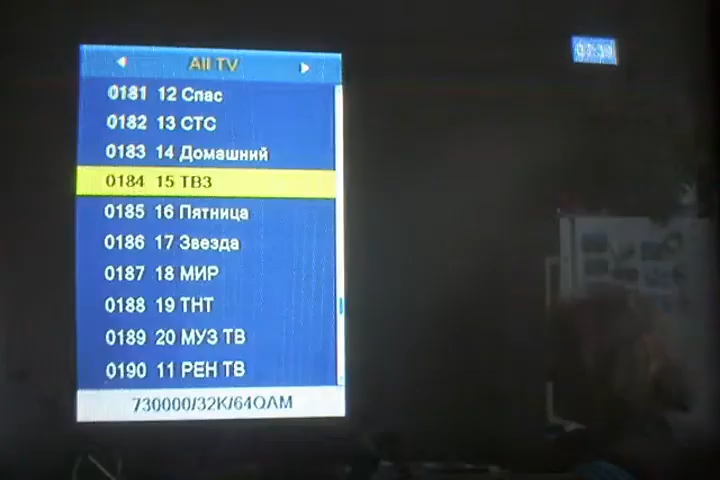 All TV
0181 12 Спас
0182 13 СТС
0183 14 Домашний
0184 15 ТВ3
0185 16 Пятница
0186 17 Звезда
0187 18 МИР
0188 19 ТНТ
0189 20 МУЗ ТВ
0190 11 РЕН ТВ
730000/32K/64QAM